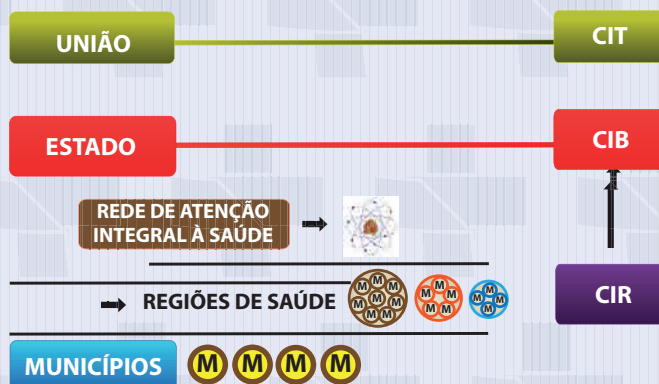 UNIÃO
CIT
ESTADO
CIB
REDE DE ATENÇÃO
INTEGRAL À SAÚDE
REGIÕES DE SAÚDE
M M M M M M M M
M M M M M
M M M M
CIR
MUNICÍPIOS
M M M M